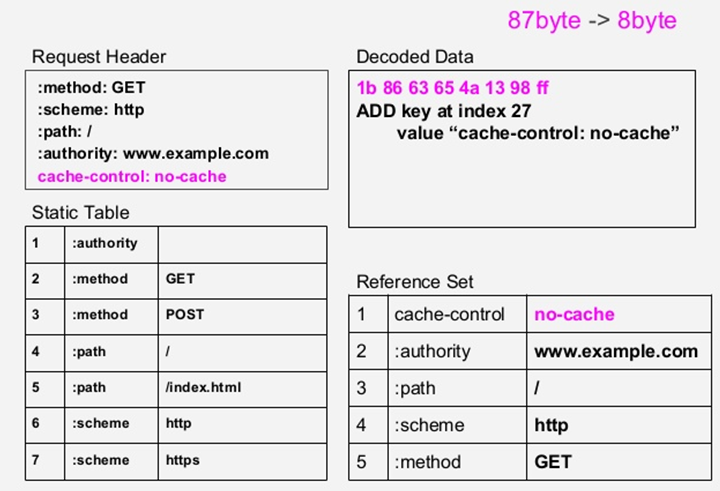 87byte -> 8byte
Request Header
:method: GET
:scheme: http
:path: /
:authority: www.example.com
cache-control: no-cache
Decoded Data
1b 86 63 65 4a 13 98 ff
ADD key at index 27
value “cache-control: no-cache”
Static Table
1 :authority
2 :method GET
3 :method POST
4 :path /
5 :path /index.html
6 :scheme http
7 :scheme https
Reference Set
1 cache-control no-cache
2 :authority www.example.com
3 :path /
4 :scheme http
5 :method GET